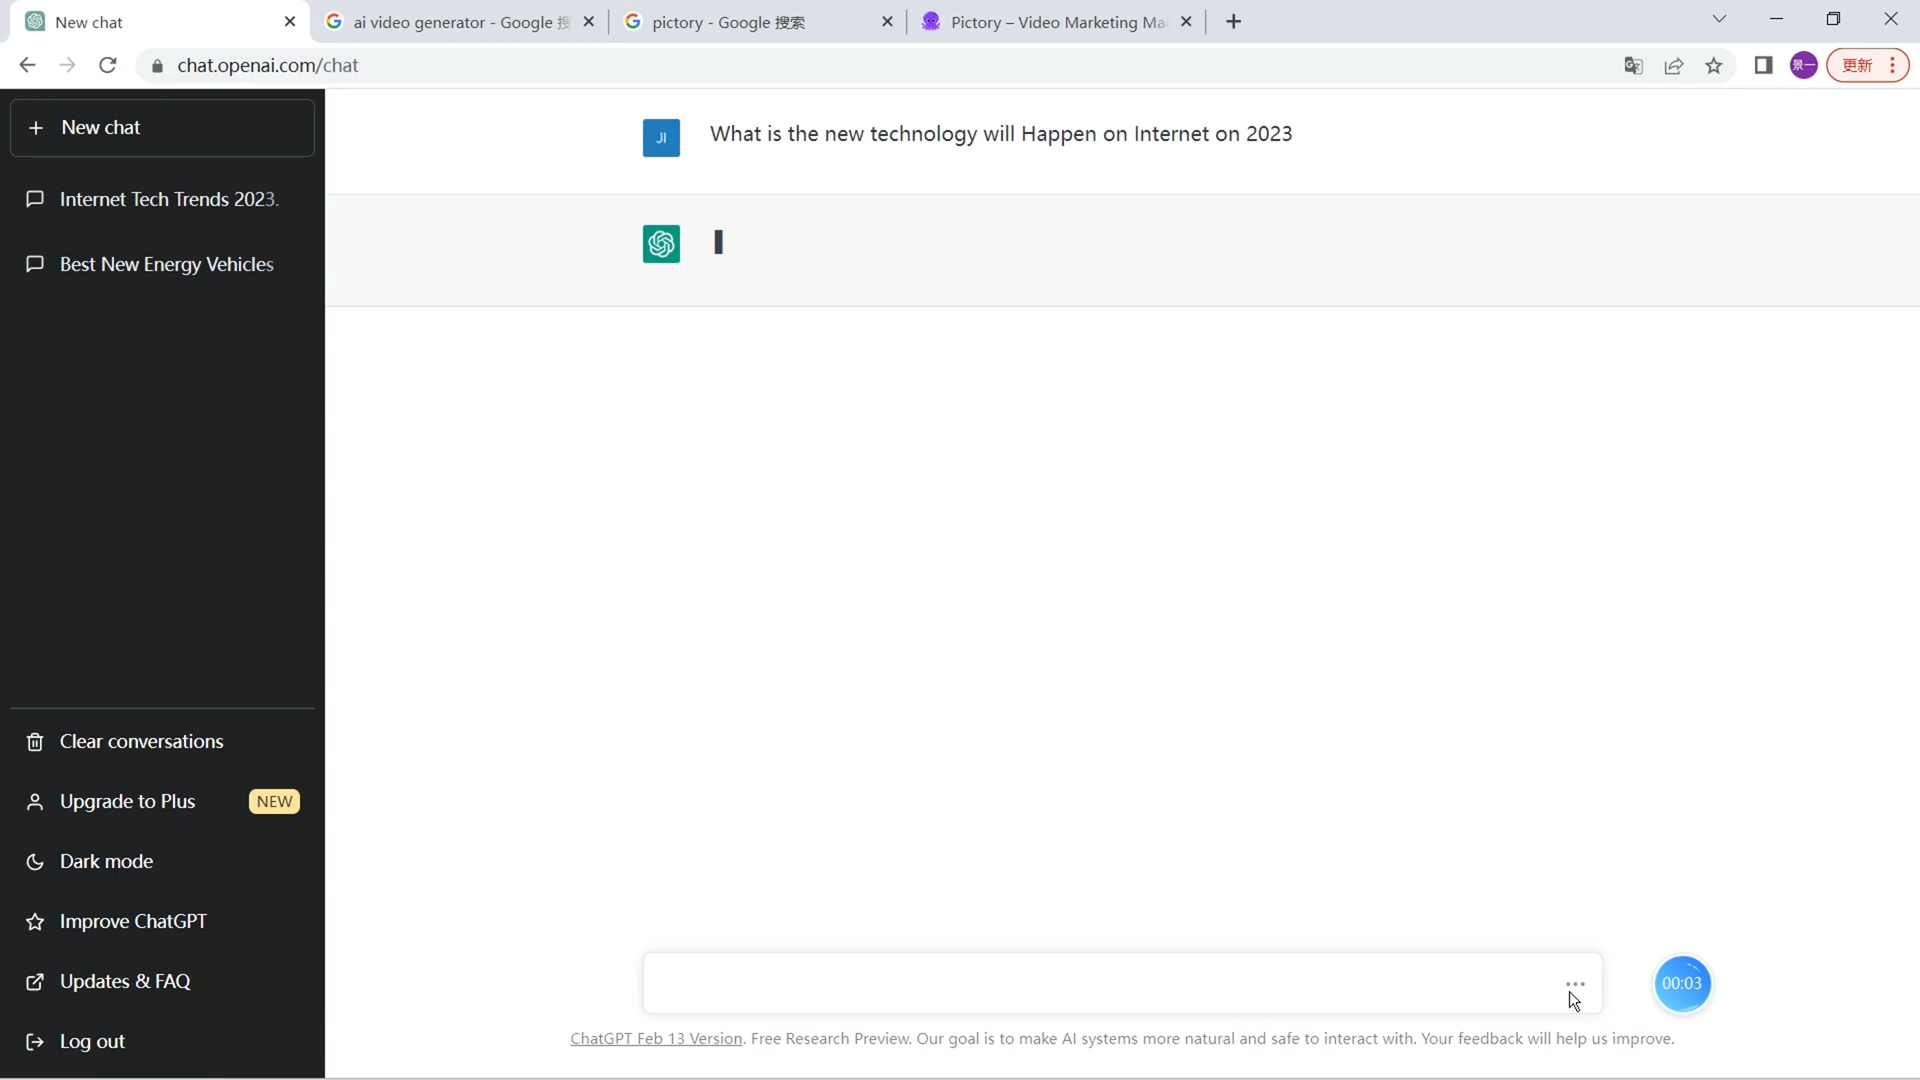 New chat
ai video generator - Google 搜
pictory - Google 搜索
Pictory – Video Marketing Ma
chat.openai.com/chat
景一
更新
New chat
Internet Tech Trends 2023.
Best New Energy Vehicles
JI
What is the new technology will Happen on Internet on 2023
Clear conversations
Upgrade to Plus
NEW
Dark mode
Improve ChatGPT
Updates & FAQ
Log out
00:03
ChatGPT Feb 13 Version. Free Research Preview. Our goal is to make AI systems more natural and safe to interact with. Your feedback will help us improve.